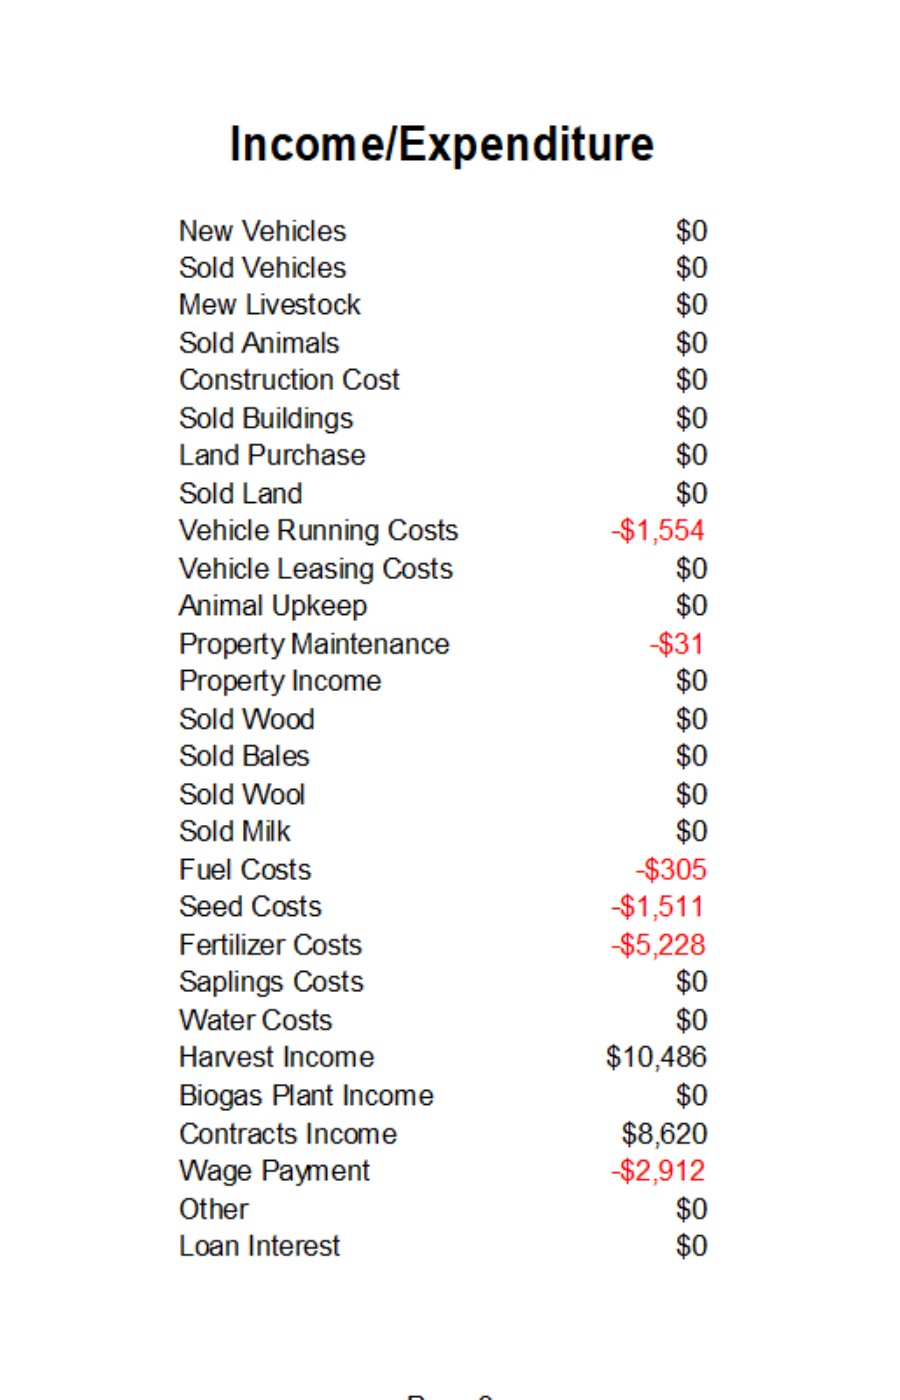 Income/Expenditure
New Vehicles $0
Sold Vehicles $0
Mew Livestock $0
Sold Animals $0
Construction Cost $0
Sold Buildings $0
Land Purchase $0
Sold Land $0
Vehicle Running Costs -$1,554
Vehicle Leasing Costs $0
Animal Upkeep $0
Property Maintenance -$31
Property Income $0
Sold Wood $0
Sold Bales $0
Sold Wool $0
Sold Milk $0
Fuel Costs -$305
Seed Costs -$1,511
Fertilizer Costs -$5,228
Saplings Costs $0
Water Costs $0
Harvest Income $10,486
Biogas Plant Income $0
Contracts Income $8,620
Wage Payment -$2,912
Other $0
Loan Interest $0